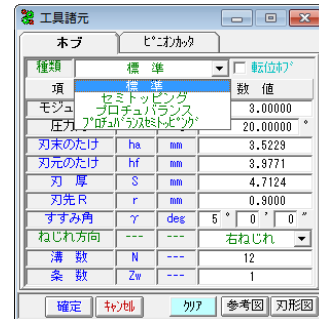 工具諸元
ホブ ピニオンカッタ
種類 標 準 転位ホブ
標 準
セミトッピング
プロチュバランス
プロチュバランスセミトッピング
項 数 値
モジュ 3.00000
圧力 20.00000 °
刃末のたけ ha mm 3.5229
刃元のたけ hf mm 3.9771
刃 厚 S mm 4.7124
刃先R r mm 0.9000
すすみ角 γ deg 5 ° 0 ' 0 "
ねじれ方向 --- --- 右ねじれ
溝 数 N --- 12
条 数 Zw --- 1
確定 キャンセル クリア 参考図 刃形図